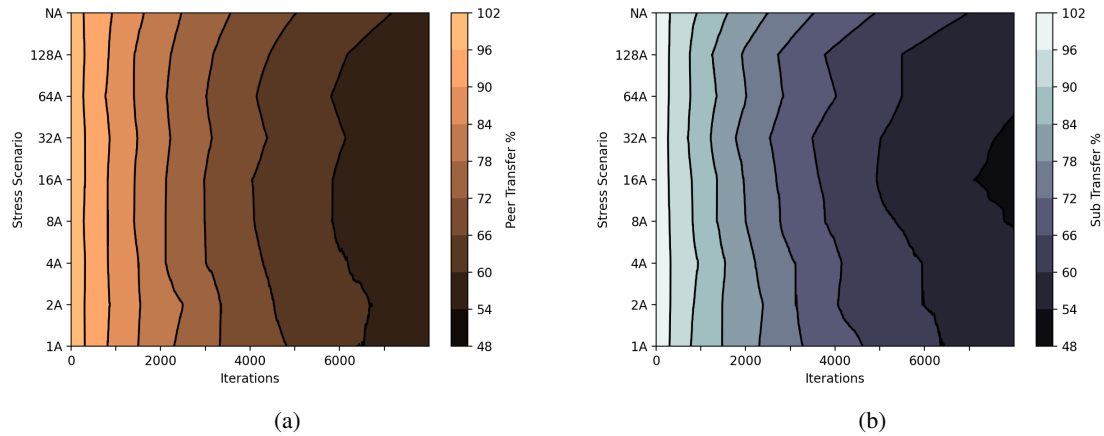 NA
128A
64A
32A
16A
8A
4A
2A
1A
Stress Scenario
0 2000 4000 6000
Iterations
102
96
90
84
78
72
66
60
54
48
Peer Transfer %
(a)
NA
128A
64A
32A
16A
8A
4A
2A
1A
Stress Scenario
0 2000 4000 6000
Iterations
102
96
90
84
78
72
66
60
54
48
Sub Transfer %
(b)